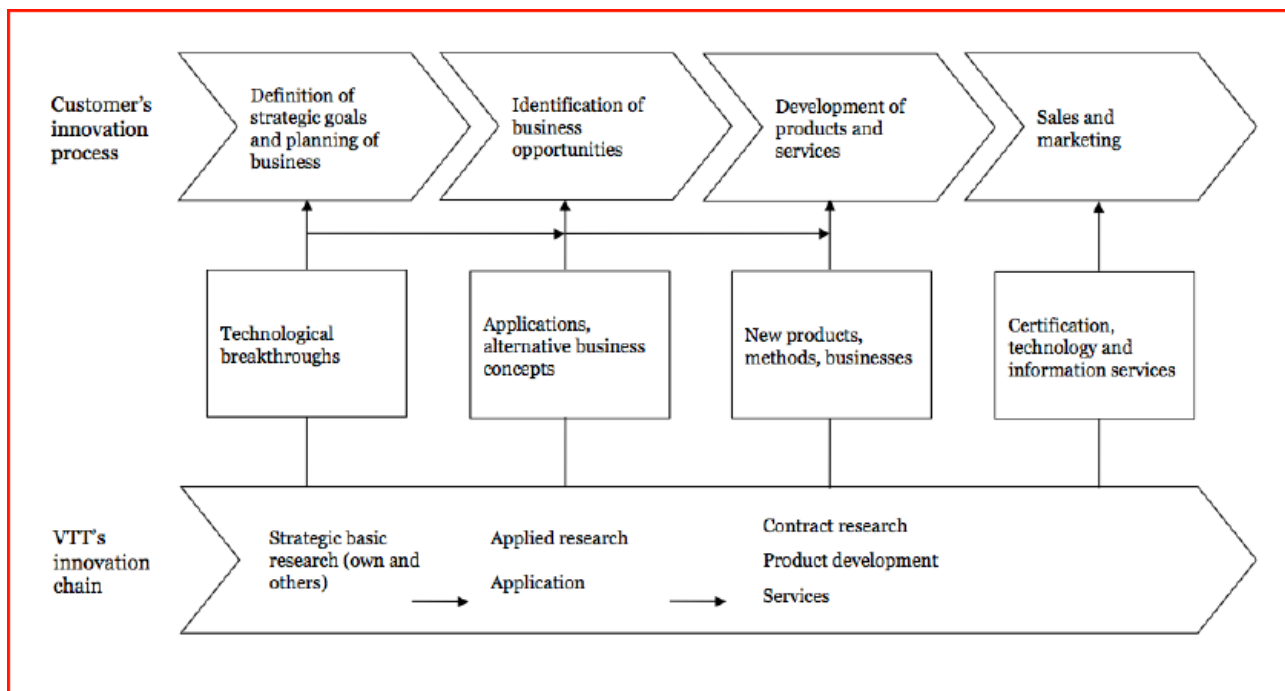 Customer's
innovation
process
Definition of
strategic goals
and planning of
business
Identification of
business
opportunities
Development of
products and
services
Sales and
marketing
Technological
breakthroughs
Applications,
alternative business
concepts
New products,
methods, businesses
Certification,
technology and
information services
VTT's
innovation
chain
Strategic basic
research (own and
others)
Applied research
Application
Contract research
Product development
Services